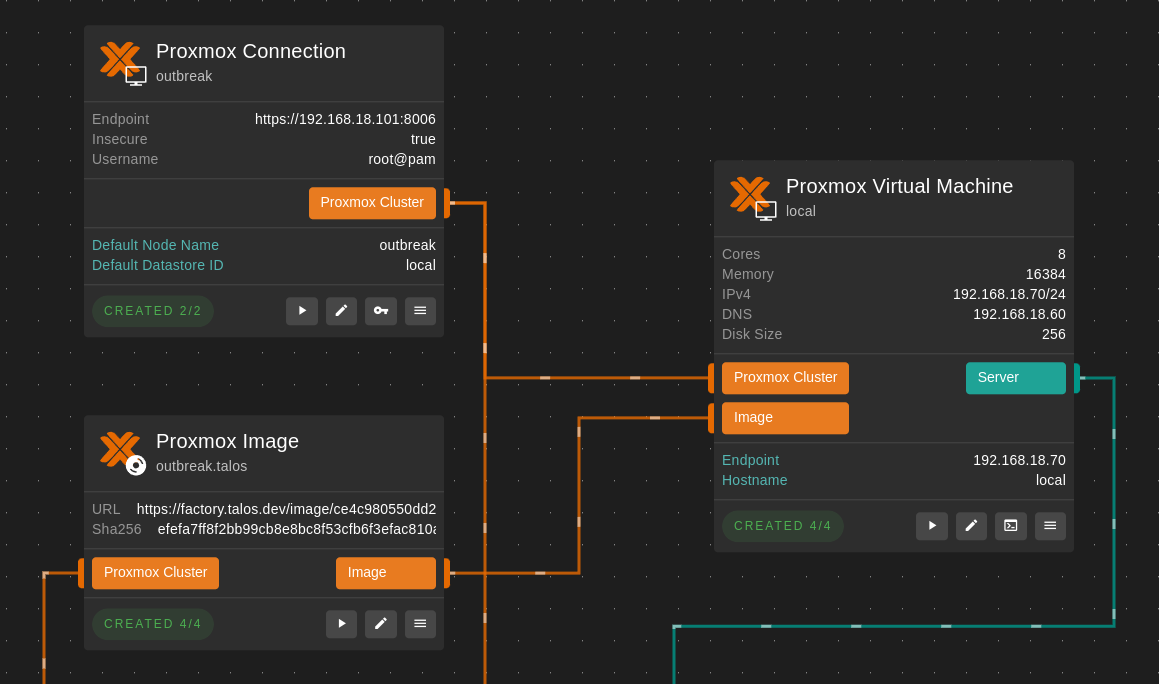 Proxmox Connection
outbreak
Endpoint https://192.168.18.101:8006
Insecure true
Username root@pam
Proxmox Cluster
Default Node Name outbreak
Default Datastore ID local
CREATED 2/2
Proxmox Image
outbreak.talos
URL https://factory.talos.dev/image/ce4c980550dd2
Sha256 efefa7ff8f2bb99cb8e8bc8f53cfb6f3efac810a
Proxmox Cluster Image
CREATED 4/4
Proxmox Virtual Machine
local
Cores 8
Memory 16384
IPv4 192.168.18.70/24
DNS 192.168.18.60
Disk Size 256
Proxmox Cluster Server
Image
Endpoint 192.168.18.70
Hostname local
CREATED 4/4